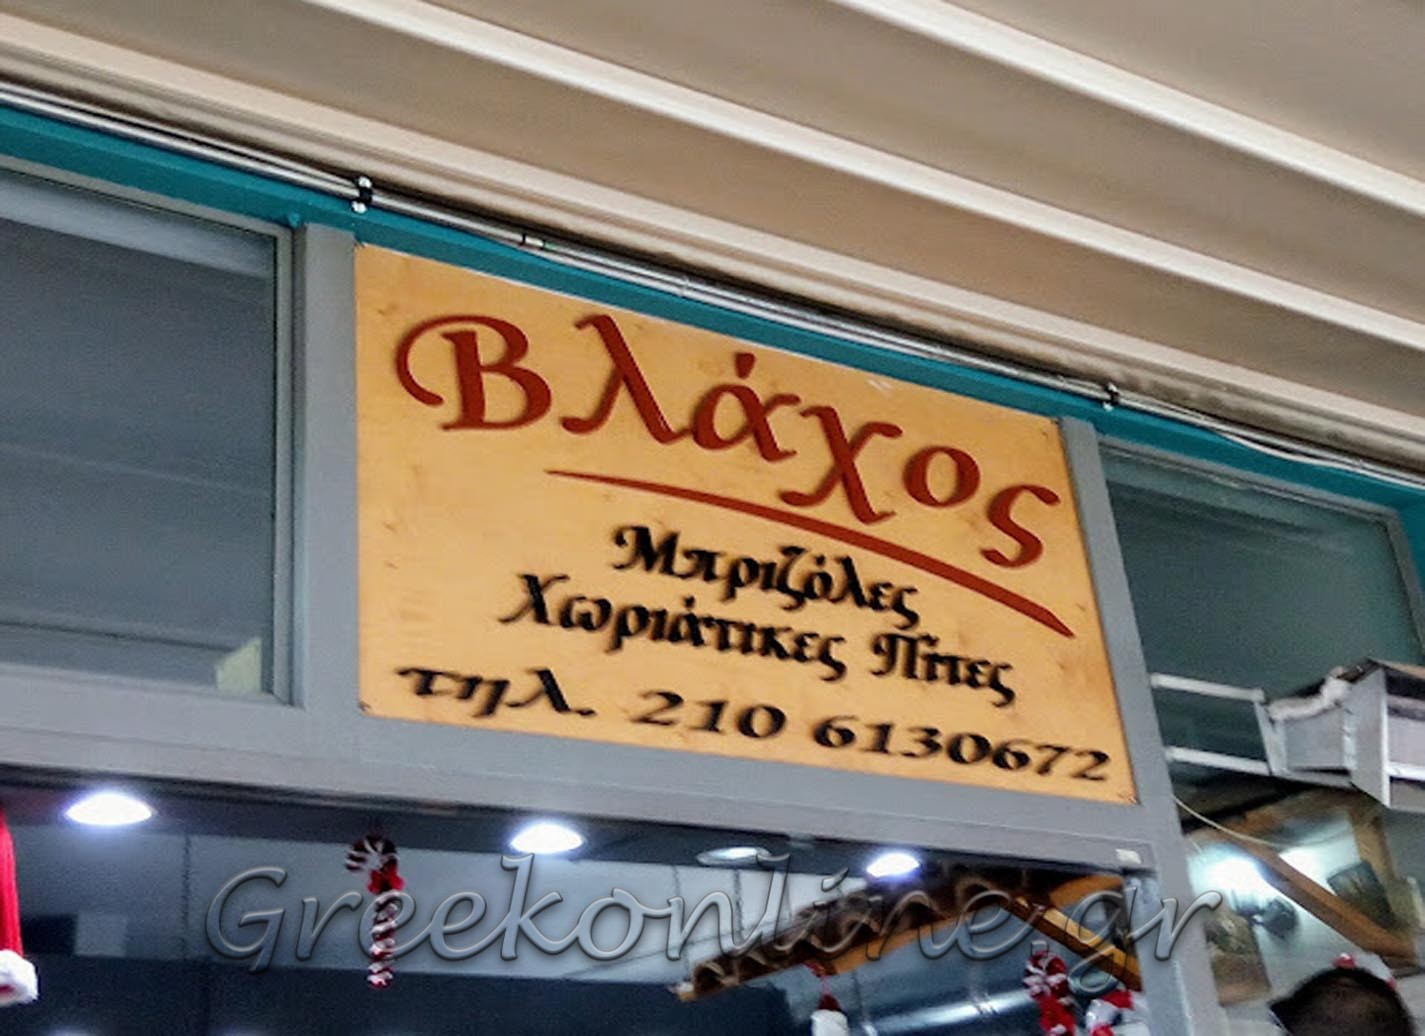 Βλάχος
Μπριζόλες
Χωριάτικες Πίτες
τηλ. 210 6130672
Greekonline.gr